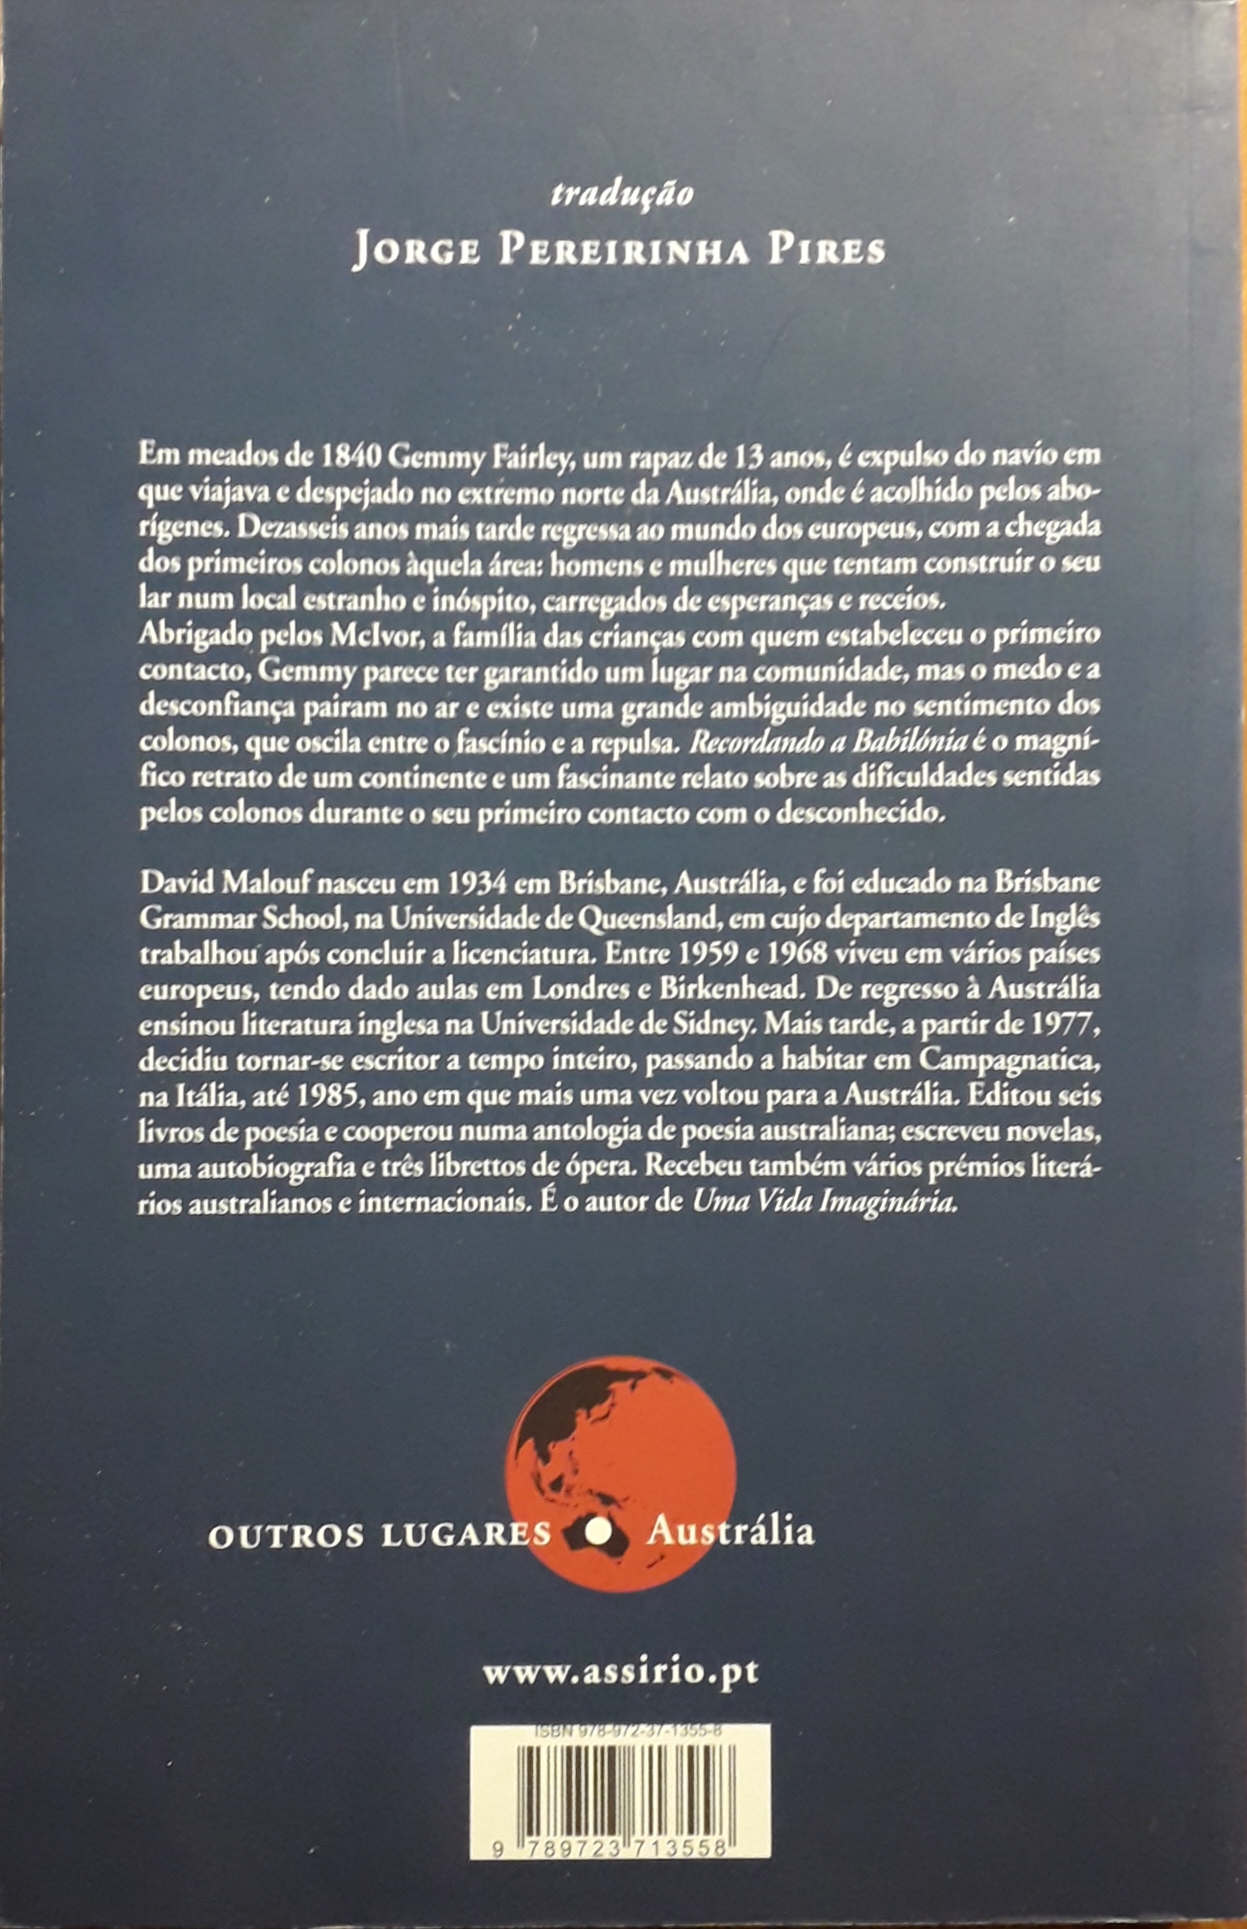 tradução
JORGE PEREIRINHA PIRES
Em meados de 1840 Gemmy Fairley, um rapaz de 13 anos, é expulso do navio em
que viajava e despejado no extremo norte da Austrália, onde é acolhido pelos abo-
rígenes. Dezasseis anos mais tarde regressa ao mundo dos europeus, com a chegada
dos primeiros colonos àquela área: homens e mulheres que tentam construir o seu
lar num local estranho e inóspito, carregados de esperanças e receios.
Abrigado pelos McIvor, a família das crianças com quem estabeleceu o primeiro
contacto, Gemmy parece ter garantido um lugar na comunidade, mas o medo e a
desconfiança pairam no ar e existe uma grande ambiguidade no sentimento dos
colonos, que oscila entre o fascínio e a repulsa. Recordando a Babilónia é o magní-
fico retrato de um continente e um fascinante relato sobre as dificuldades sentidas
pelos colonos durante o seu primeiro contacto com o desconhecido.
David Malouf nasceu em 1934 em Brisbane, Austrália, e foi educado na Brisbane
Grammar School, na Universidade de Queensland, em cujo departamento de Inglês
trabalhou após concluir a licenciatura. Entre 1959 e 1968 viveu em vários países
europeus, tendo dado aulas em Londres e Birkenhead. De regresso à Austrália
ensinou literatura inglesa na Universidade de Sidney. Mais tarde, a partir de 1977,
decidiu tornar-se escritor a tempo inteiro, passando a habitar em Campagnatica,
na Itália, até 1985, ano em que mais uma vez voltou para a Austrália. Editou seis
livros de poesia e cooperou numa antologia de poesia australiana; escreveu novelas,
uma autobiografia e três librettos de ópera. Recebeu também vários prémios literá-
rios australianos e internacionais. É o autor de Uma Vida Imaginária.
OUTROS LUGARES Austrália
www.assirio.pt
ISBN 978-972-37-1355-8
9 789723 713558